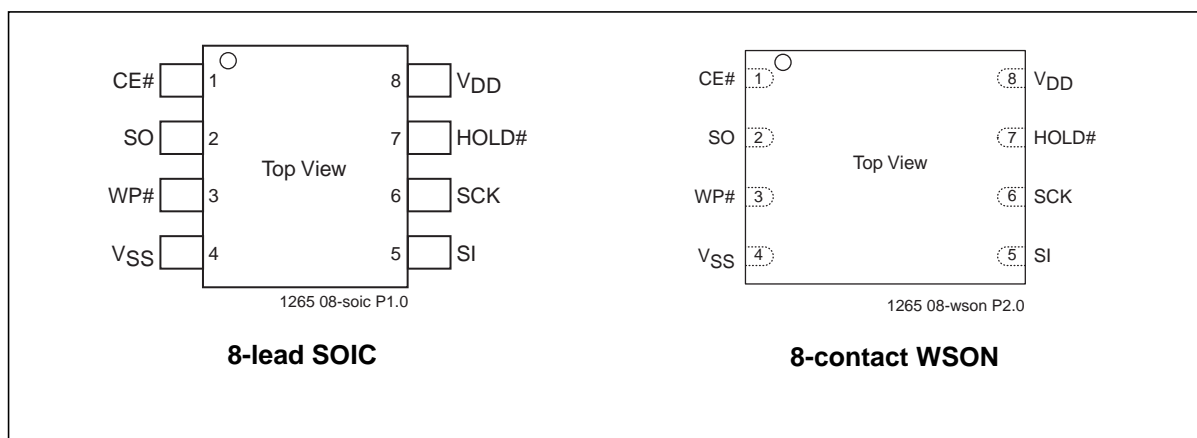 CE# 1 8 VDD
SO 2 7 HOLD#
Top View
WP# 3 6 SCK
VSS 4 5 SI
1265 08-soic P1.0
8-lead SOIC
CE# 1 8 VDD
SO 2 7 HOLD#
Top View
WP# 3 6 SCK
VSS 4 5 SI
1265 08-wson P2.0
8-contact WSON